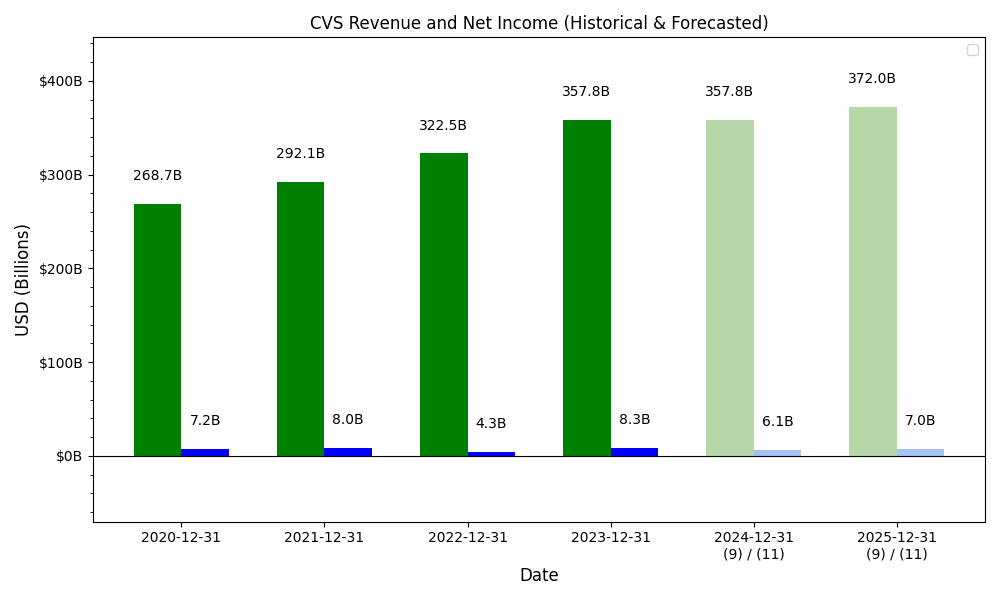 CVS Revenue and Net Income (Historical & Forecasted)
$400B
$300B
$200B
$100B
$0B
USD (Billions)
268.7B
7.2B
292.1B
8.0B
322.5B
4.3B
357.8B
8.3B
357.8B
6.1B
372.0B
7.0B
2020-12-31
2021-12-31
2022-12-31
2023-12-31
2024-12-31
(9) / (11)
2025-12-31
(9) / (11)
Date